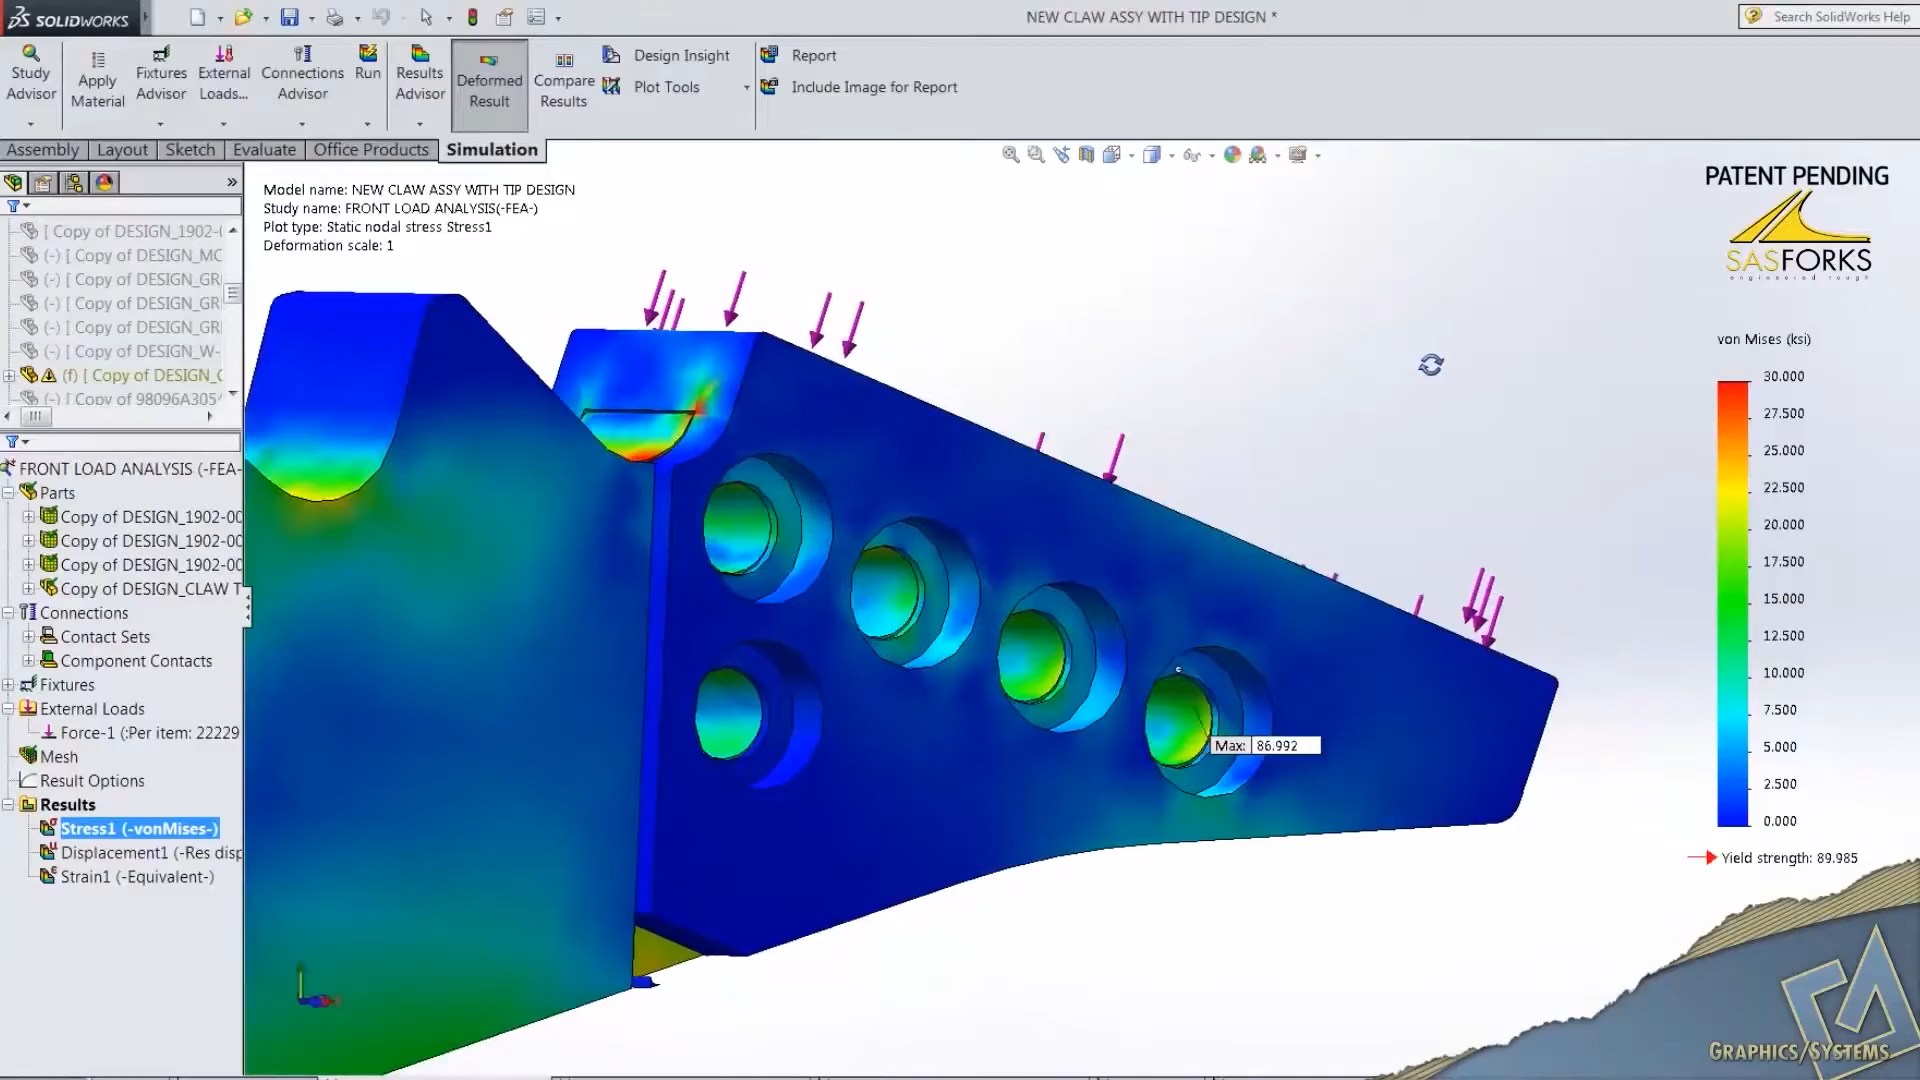 SOLIDWORKS
NEW CLAW ASSY WITH TIP DESIGN *
Search SolidWorks Help
Study Advisor
Apply Material
Fixtures Advisor
External Loads...
Connections Advisor
Run
Results Advisor
Deformed Result
Compare Results
Design Insight
Plot Tools
Report
Include Image for Report
Assembly
Layout
Sketch
Evaluate
Office Products
Simulation
[ Copy of DESIGN_1902-(
(-) [ Copy of DESIGN_MC
(-) [ Copy of DESIGN_GR
(-) [ Copy of DESIGN_GR
(-) [ Copy of DESIGN_GR
(-) [ Copy of DESIGN_W-
(f) [ Copy of DESIGN_C
(-) [ Copy of 98096A305
FRONT LOAD ANALYSIS (-FEA-
Parts
Copy of DESIGN_1902-00
Copy of DESIGN_1902-00
Copy of DESIGN_1902-00
Copy of DESIGN_CLAW T
Connections
Contact Sets
Component Contacts
Fixtures
External Loads
Force-1 (:Per item: 22229
Mesh
Result Options
Results
Stress1 (-vonMises-)
Displacement1 (-Res disp
Strain1 (-Equivalent-)
Model name: NEW CLAW ASSY WITH TIP DESIGN
Study name: FRONT LOAD ANALYSIS(-FEA-)
Plot type: Static nodal stress Stress1
Deformation scale: 1
Max: 86.992
PATENT PENDING
SASFORKS
engineered tough
von Mises (ksi)
30.000
27.500
25.000
22.500
20.000
17.500
15.000
12.500
10.000
7.500
5.000
2.500
0.000
Yield strength: 89.985
GRAPHICS/SYSTEMS